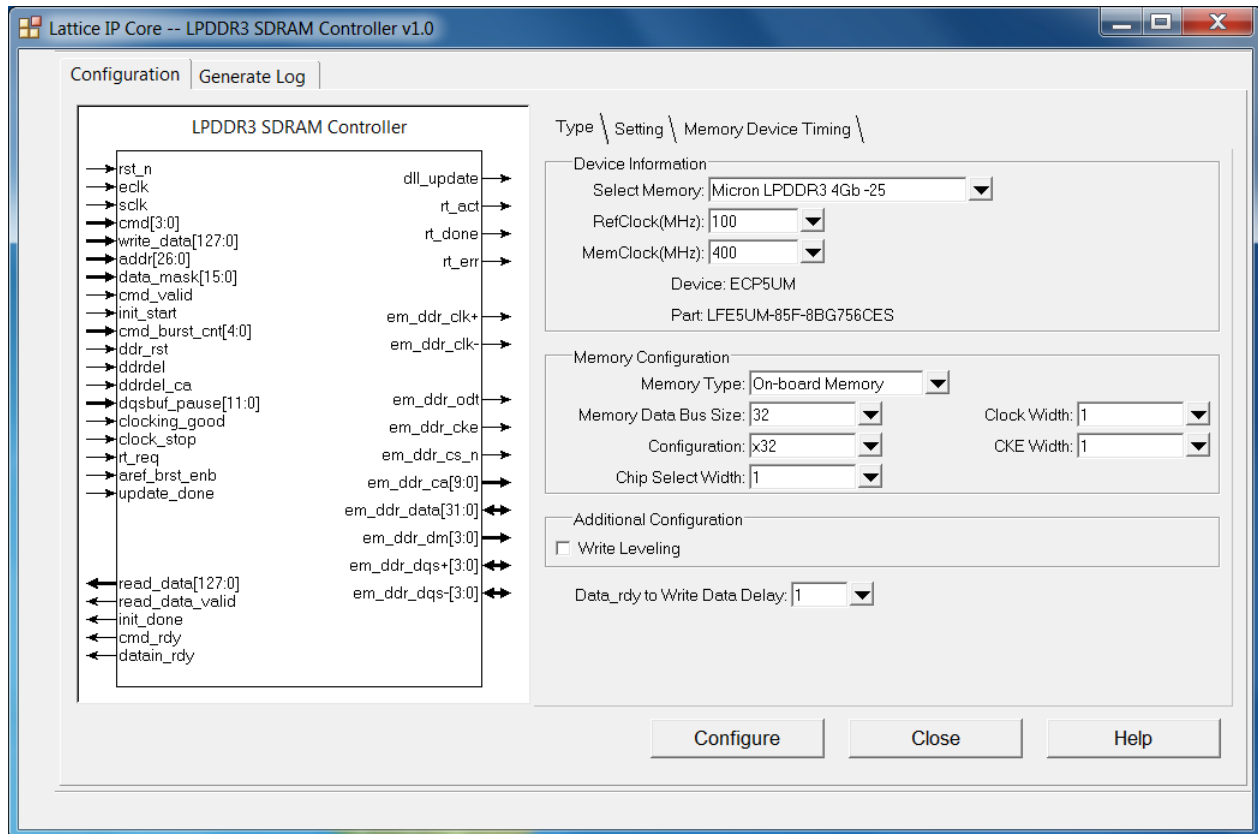 Lattice IP Core -- LPDDR3 SDRAM Controller v1.0
Configuration
Generate Log
LPDDR3 SDRAM Controller
rst_n
eclk
sclk
cmd[3:0]
write_data[127:0]
addr[26:0]
data_mask[15:0]
cmd_valid
init_start
cmd_burst_cnt[4:0]
ddr_rst
ddrdel
ddrdel_ca
dqsbuf_pause[11:0]
clocking_good
clock_stop
rt_req
aref_brst_enb
update_done
read_data[127:0]
read_data_valid
init_done
cmd_rdy
datain_rdy
dll_update
rt_act
rt_done
rt_err
em_ddr_clk+
em_ddr_clk-
em_ddr_odt
em_ddr_cke
em_ddr_cs_n
em_ddr_ca[9:0]
em_ddr_data[31:0]
em_ddr_dm[3:0]
em_ddr_dqs+[3:0]
em_ddr_dqs-[3:0]
Type \ Setting \ Memory Device Timing \
Device Information
Select Memory: Micron LPDDR3 4Gb -25
RefClock(MHz): 100
MemClock(MHz): 400
Device: ECP5UM
Part: LFE5UM-85F-8BG756CES
Memory Configuration
Memory Type: On-board Memory
Memory Data Bus Size: 32 Clock Width: 1
Configuration: x32 CKE Width: 1
Chip Select Width: 1
Additional Configuration
Write Leveling
Data_rdy to Write Data Delay: 1
Configure Close Help